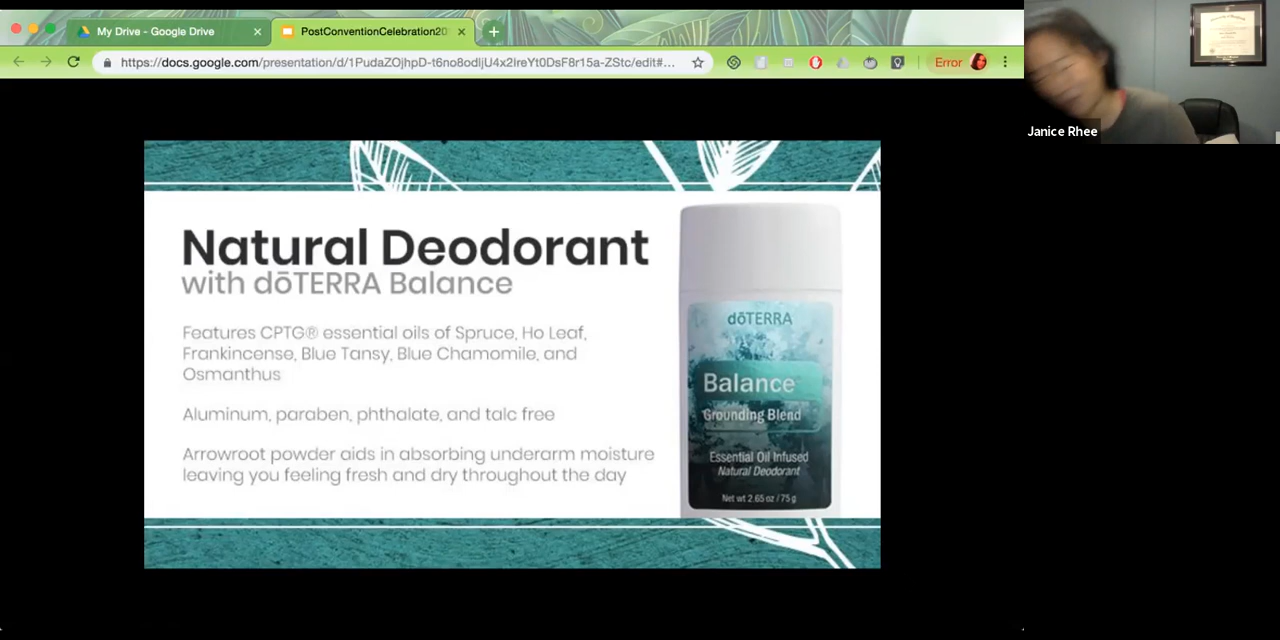 My Drive - Google Drive
PostConventionCelebration20
https://docs.google.com/presentation/d/1PudaZOjhpD-t6no8odljU4x2ireYt0DsF8r15a-ZStc/edit#...
Error
Janice Rhee
Natural Deodorant
with dōTERRA Balance
Features CPTG® essential oils of Spruce, Ho Leaf,
Frankincense, Blue Tansy, Blue Chamomile, and
Osmanthus
Aluminum, paraben, phthalate, and talc free
Arrowroot powder aids in absorbing underarm moisture
leaving you feeling fresh and dry throughout the day
dōTERRA
Balance
Grounding Blend
Essential Oil Infused
Natural Deodorant
Net wt 2.65 oz / 75 g